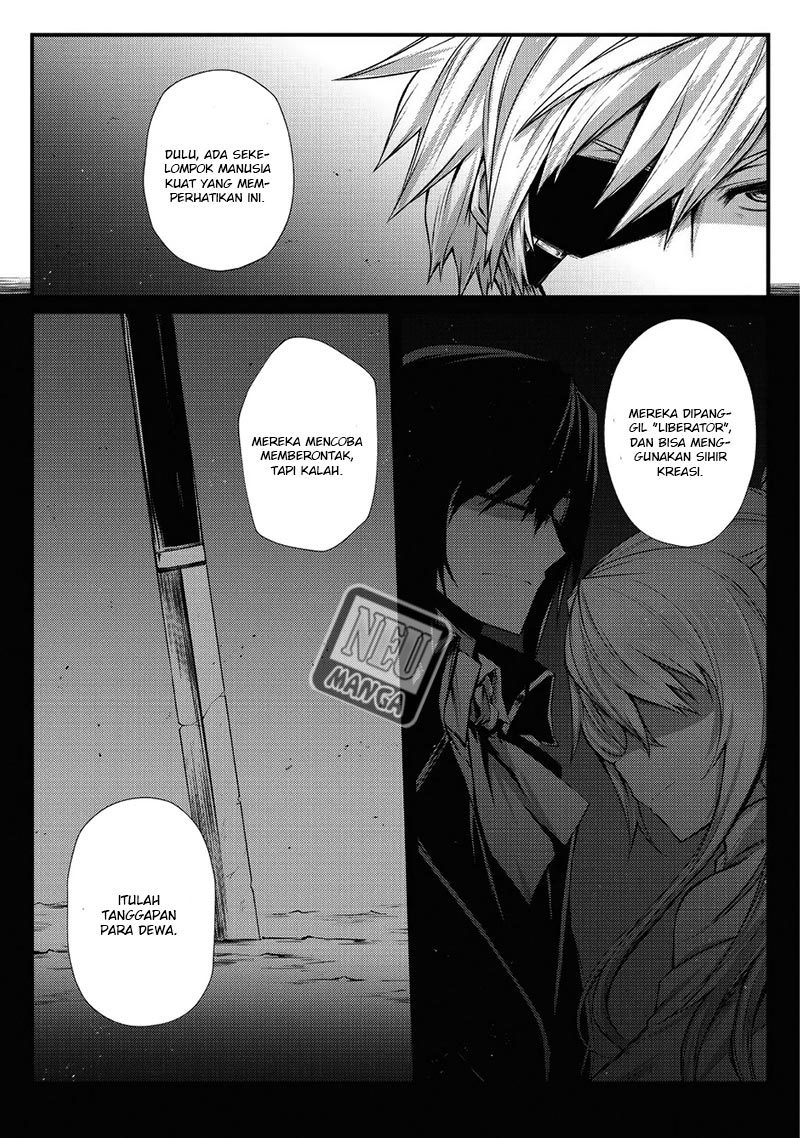 DULU, ADA SEKE-
LOMPOK MANUSIA
KUAT YANG MEM-
PERHATIKAN INI.
MEREKA DIPANG-
GIL "LIBERATOR",
DAN BISA MENG-
GUNAKAN SIHIR
KREASI.
MEREKA MENCOBA
MEMBERONTAK,
TAPI KALAH.
ITULAH
TANGGAPAN
PARA DEWA.
NEU
MANGA